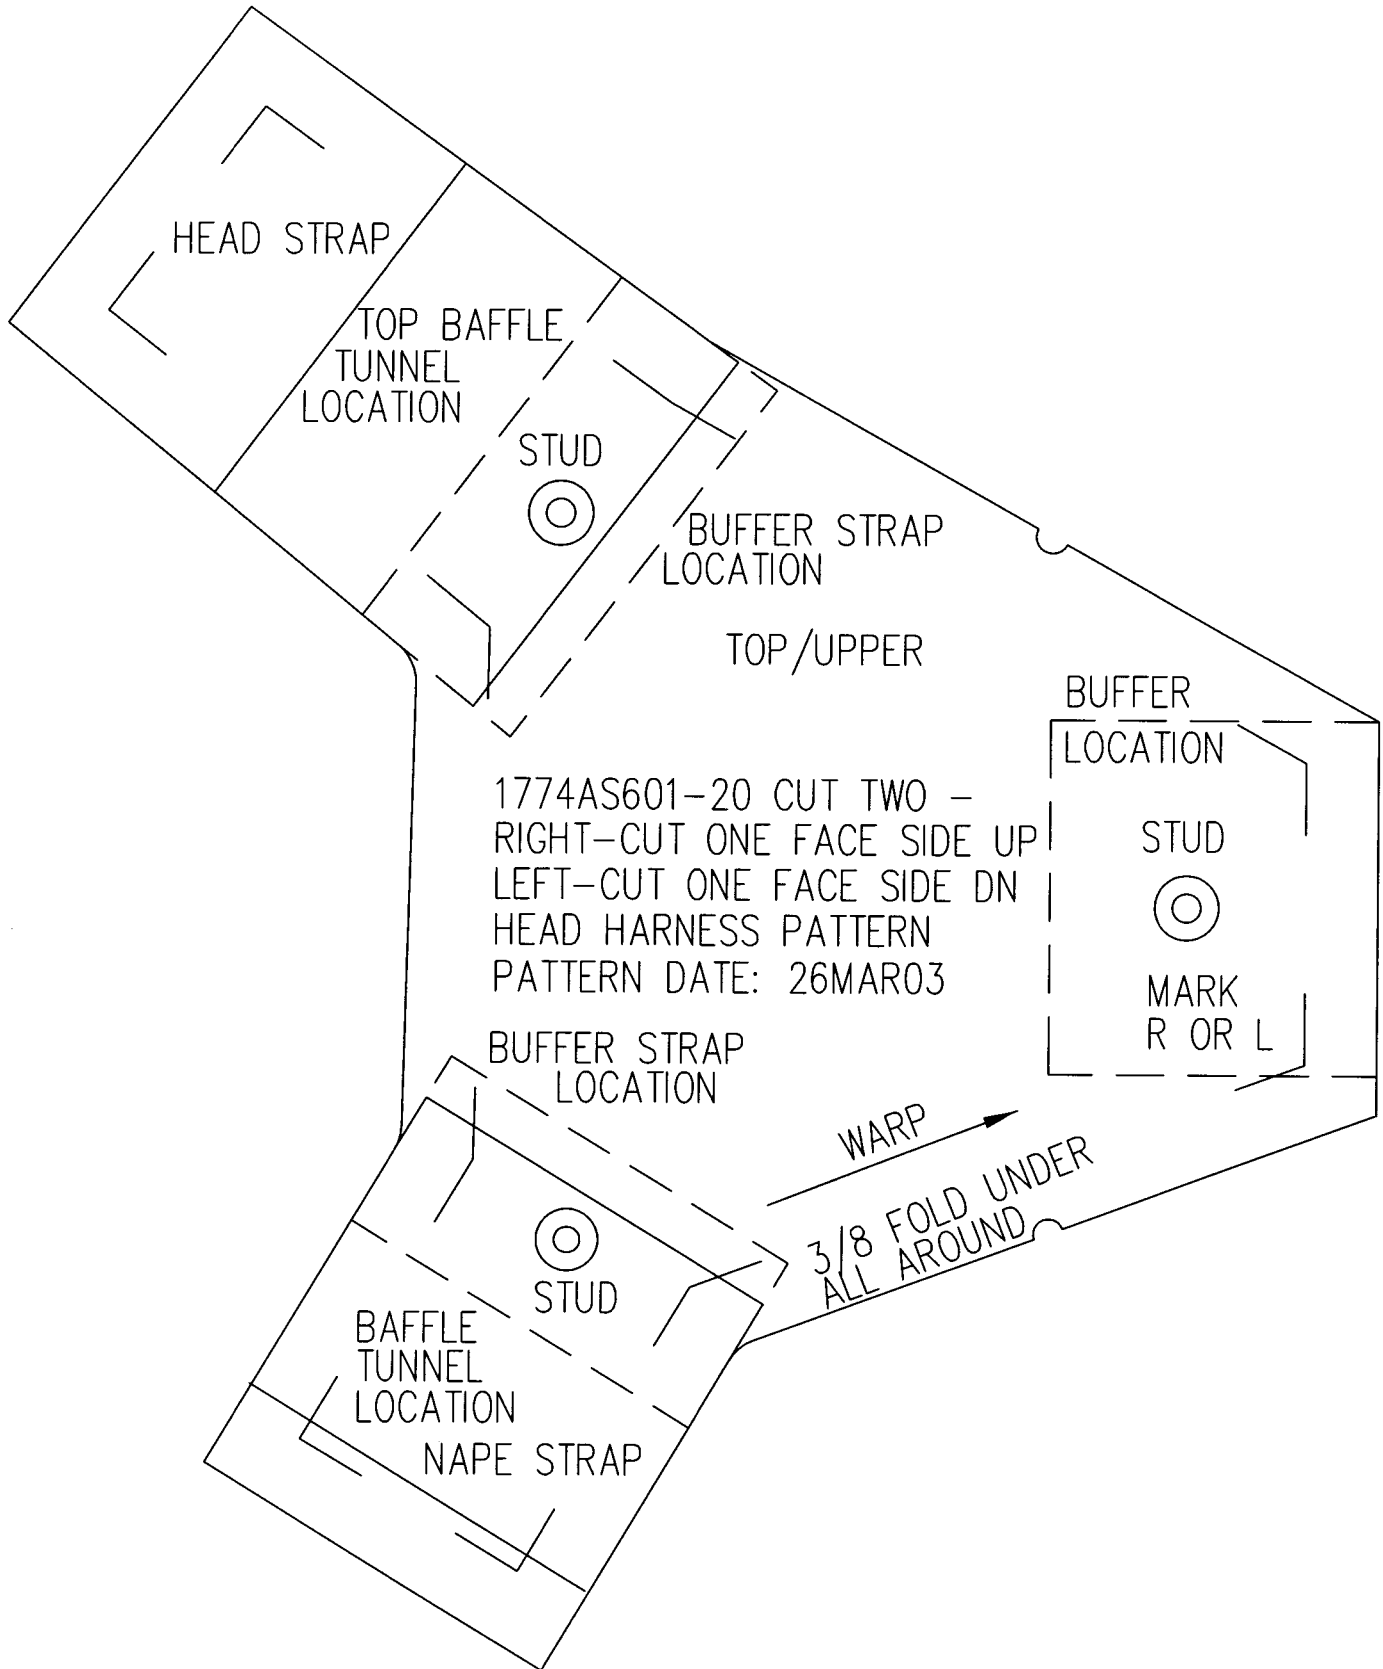 HEAD STRAP
TOP BAFFLE
TUNNEL
LOCATION
STUD
BUFFER STRAP
LOCATION
TOP/UPPER
BUFFER
LOCATION
STUD
MARK
R OR L
1774AS601-20 CUT TWO -
RIGHT-CUT ONE FACE SIDE UP
LEFT-CUT ONE FACE SIDE DN
HEAD HARNESS PATTERN
PATTERN DATE: 26MAR03
BUFFER STRAP
LOCATION
WARP
3/8 FOLD UNDER
ALL AROUND
STUD
BAFFLE
TUNNEL
LOCATION
NAPE STRAP